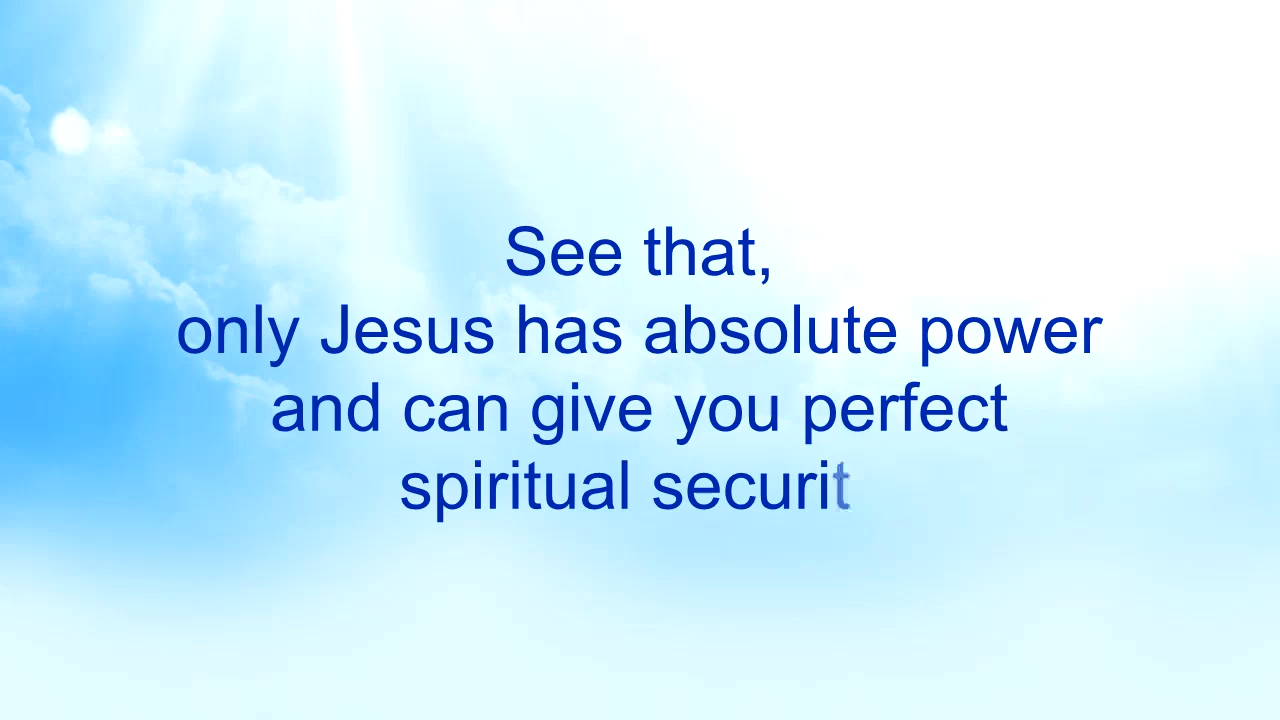 See that,
only Jesus has absolute power
and can give you perfect
spiritual securit